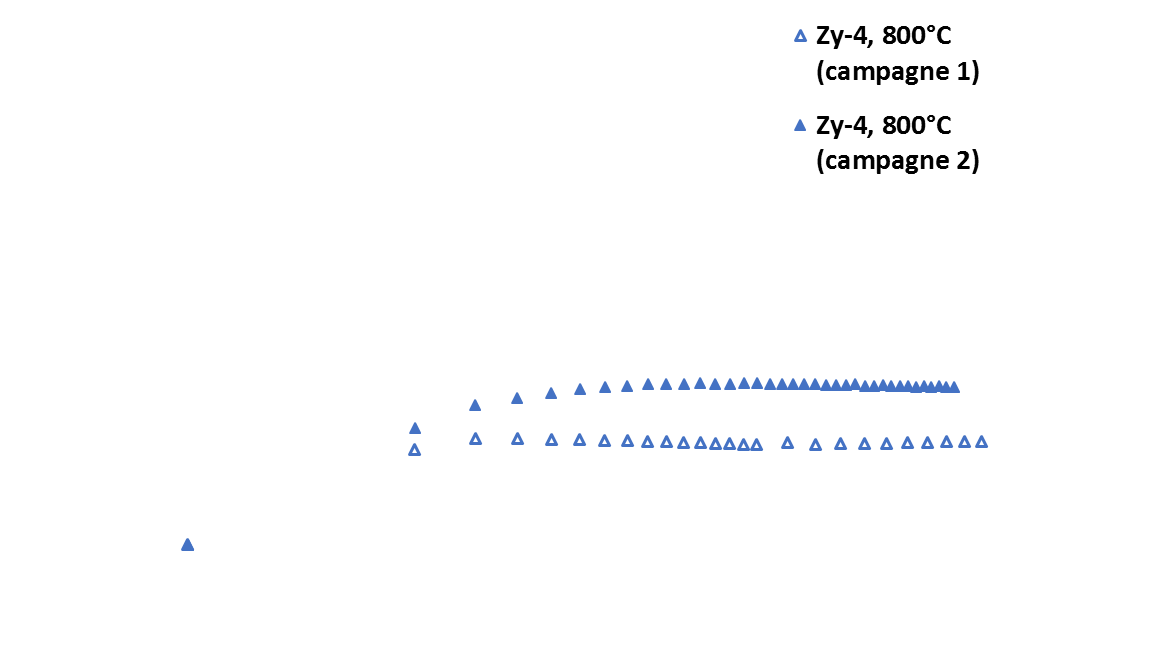 Zy-4, 800°C
(campagne 1)
Zy-4, 800°C
(campagne 2)